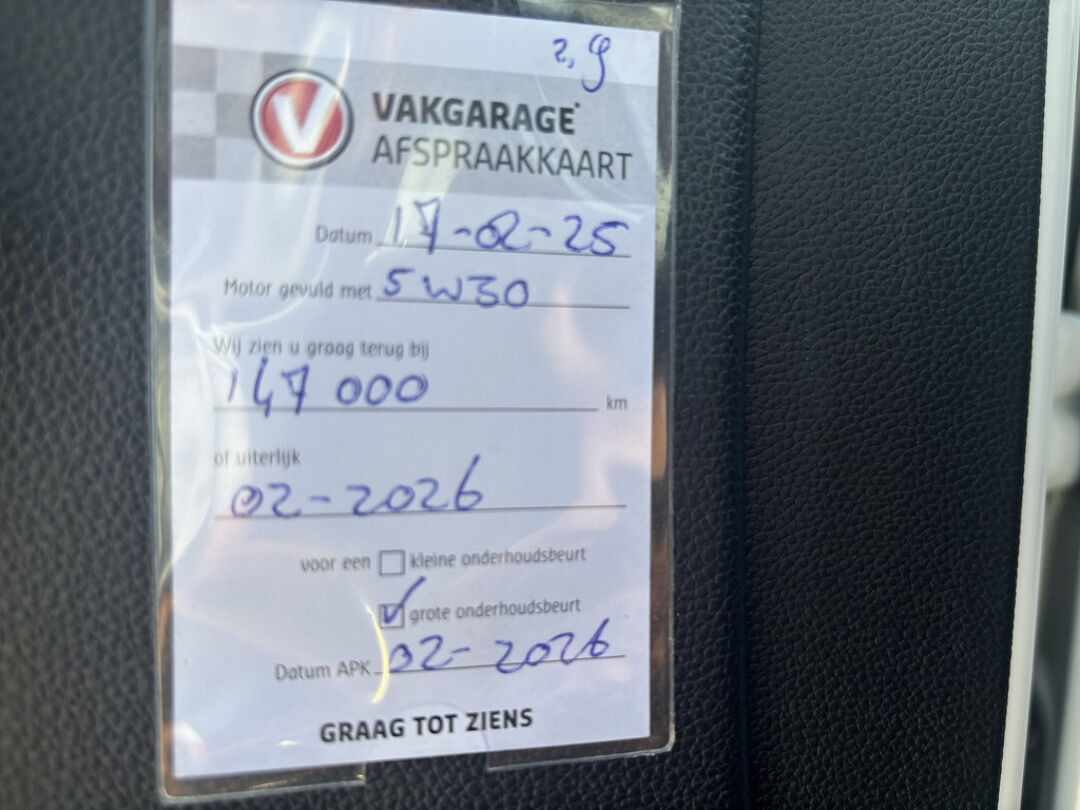 2,9
V VAKGARAGE
AFSPRAAKKAART
Datum 17-02-25
Motor gevuld met 5W30
Wij zien u graag terug bij
147 000 km
of uiterlijk
02-2026
voor een kleine onderhoudsbeurt
grote onderhoudsbeurt
Datum APK 02-2026
GRAAG TOT ZIENS